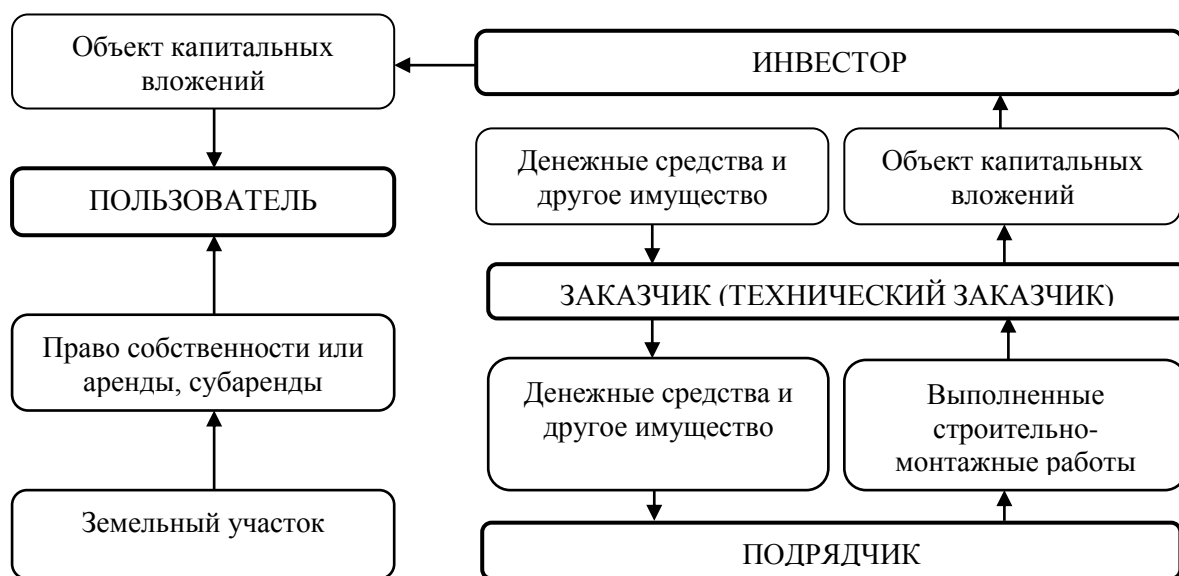 Объект капитальных
вложений
ИНВЕСТОР
Денежные средства и
другое имущество
Объект капитальных
вложений
ПОЛЬЗОВАТЕЛЬ
ЗАКАЗЧИК (ТЕХНИЧЕСКИЙ ЗАКАЗЧИК)
Право собственности или
аренды, субаренды
Денежные средства и
другое имущество
Выполненные
строительно-
монтажные работы
Земельный участок
ПОДРЯДЧИК